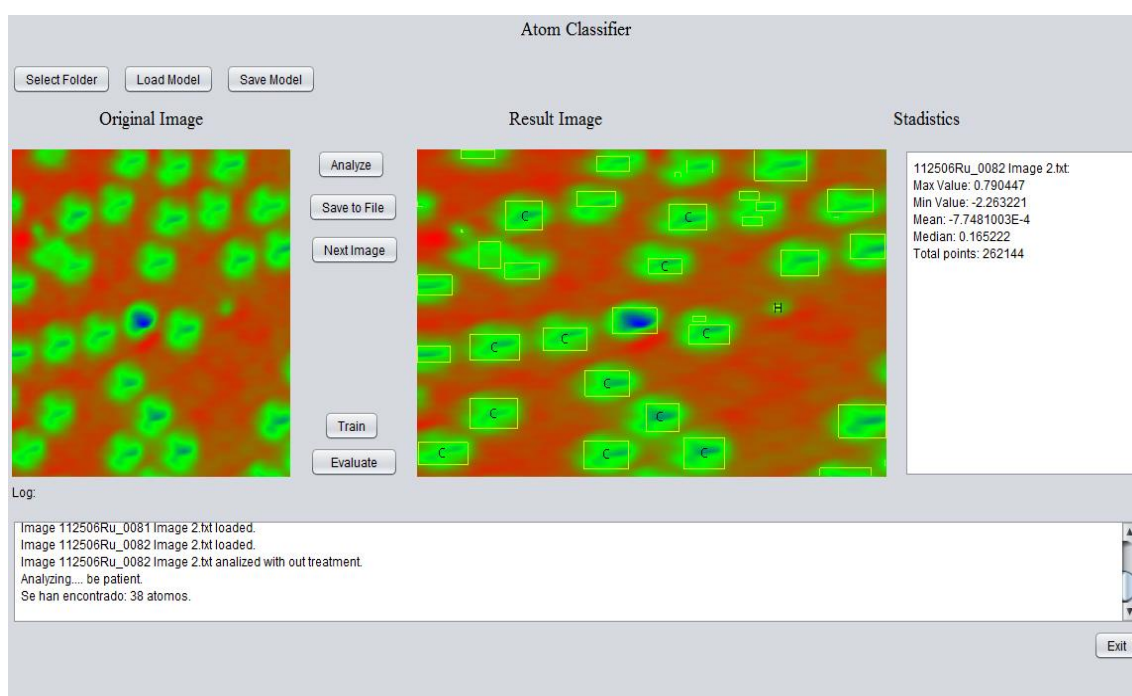 Atom Classifier
Select Folder
Load Model
Save Model
Original Image
Result Image
Stadistics
Analyze
Save to File
Next Image
Train
Evaluate
C
C
C
H
C
C
C
C
C
C
C
C
C
112506Ru_0082 Image 2.txt:
Max Value: 0.790447
Min Value: -2.263221
Mean: -7.7481003E-4
Median: 0.165222
Total points: 262144
Log:
Image 112506Ru_0081 Image 2.txt loaded.
Image 112506Ru_0082 Image 2.txt loaded.
Image 112506Ru_0082 Image 2.txt analized with out treatment.
Analyzing.... be patient.
Se han encontrado: 38 atomos.
Exit